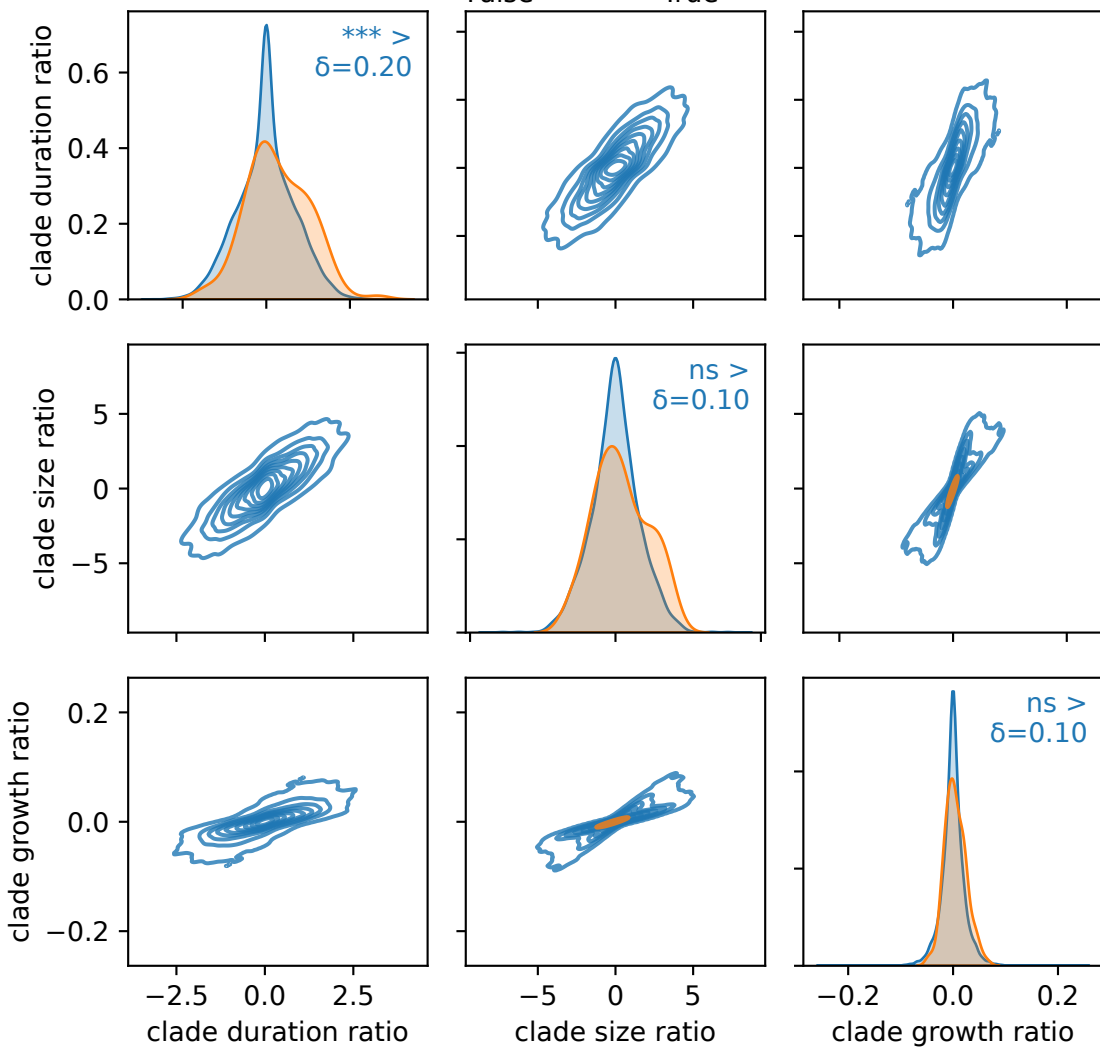 clade duration ratio
0.6
0.4
0.2
0.0
*** >
δ=0.20
clade size ratio
5
0
−5
ns >
δ=0.10
clade growth ratio
0.2
0.0
−0.2
ns >
δ=0.10
−2.5 0.0 2.5
−5 0 5
−0.2 0.0 0.2
clade duration ratio
clade size ratio
clade growth ratio